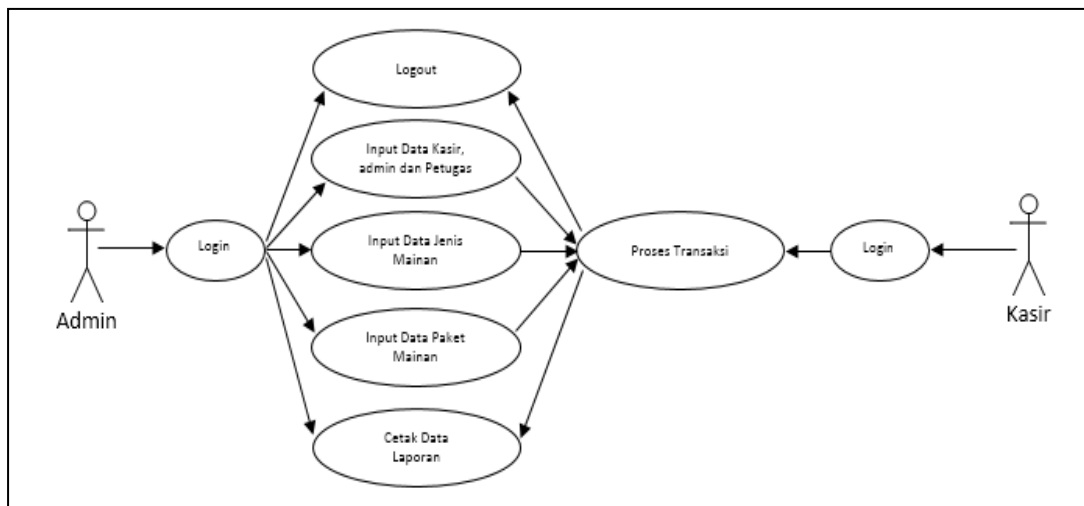 Logout
Input Data Kasir,
admin dan Petugas
Login
Input Data Jenis
Mainan
Proses Transaksi
Login
Admin
Kasir
Input Data Paket
Mainan
Cetak Data
Laporan